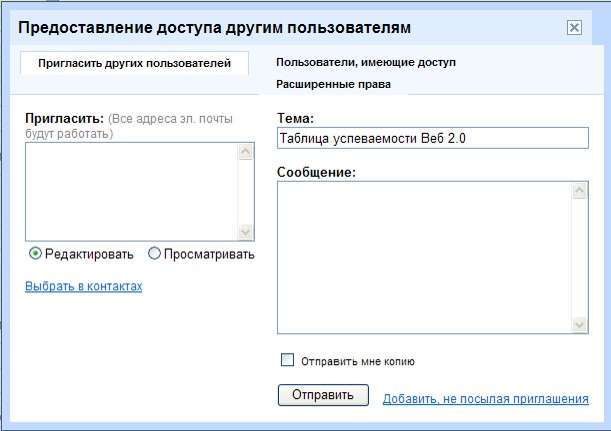 Предоставление доступа другим пользователям
Пригласить других пользователей
Пользователи, имеющие доступ
Расширенные права
Пригласить: (Все адреса эл. почты
будут работать)
Редактировать Просматривать
Выбрать в контактах
Тема:
Таблица успеваемости Веб 2.0
Сообщение:
Отправить мне копию
Отправить
Добавить, не посылая приглашения